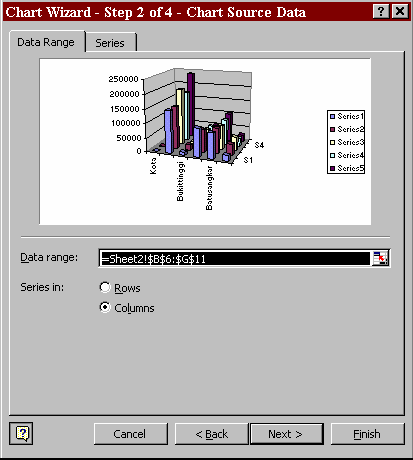 Chart Wizard - Step 2 of 4 - Chart Source Data
Data Range
Series
250000
200000
150000
100000
50000
0
Kota
Bukittinggi
Batusangkar
S1
S4
Series1
Series2
Series3
Series4
Series5
Data range:
=Sheet2!$B$6:$G$11
Series in:
Rows
Columns
Cancel
< Back
Next >
Finish